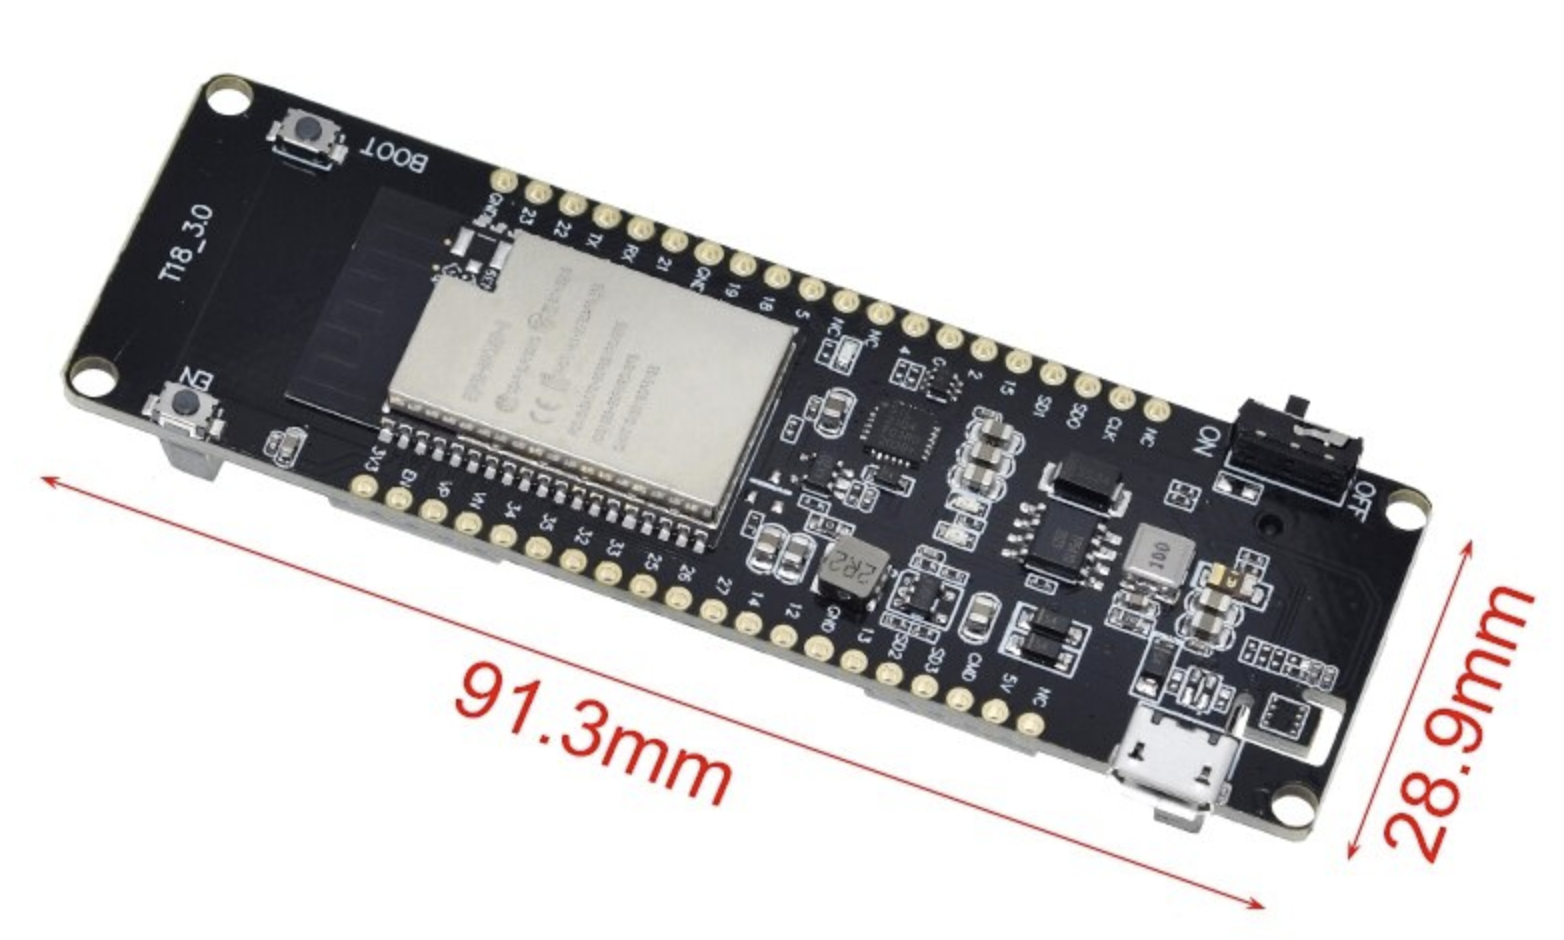 BOOT
T18_3.0
EN
GND
23
22
TX
RX
21
GND
19
18
5
NC
NC
4
2
15
SD1
SD0
CLK
NC
ON
OFF
3V3
EN
VP
VN
34
35
32
33
25
26
27
14
12
GND
13
SD2
SD3
CMD
5V
NC
2R2
100
91.3mm
28.9mm